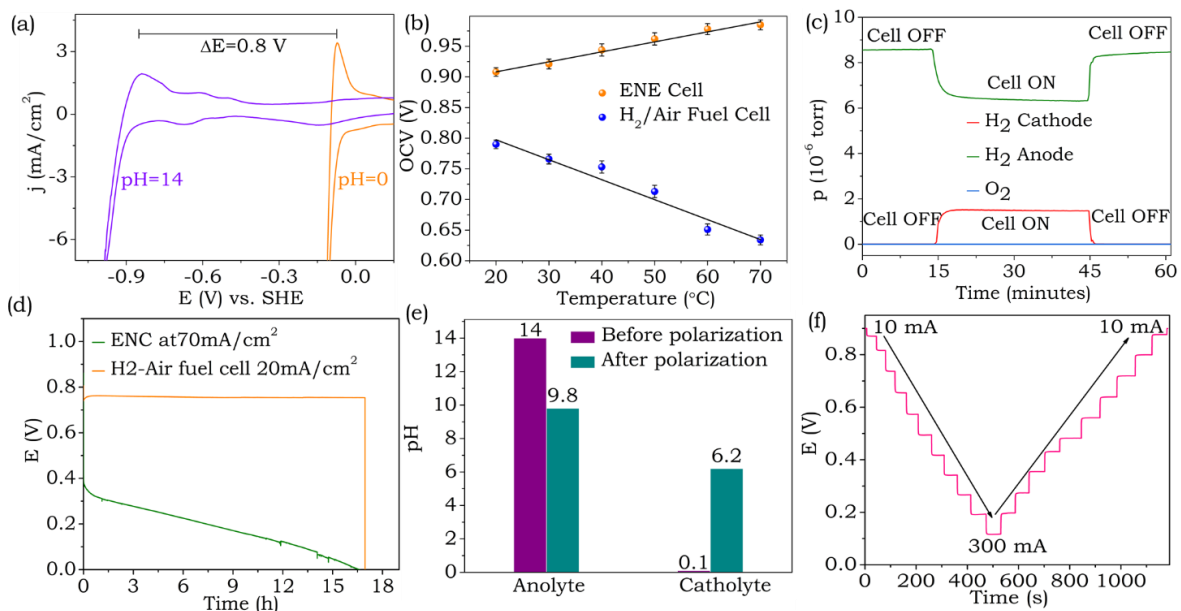 (a)
ΔE=0.8 V
pH=14
pH=0
j (mA/cm2)
3
0
-3
-6
-0.9
-0.6
-0.3
0.0
E (V) vs. SHE
(b)
ENE Cell
H2/Air Fuel Cell
OCV (V)
0.95
0.90
0.85
0.80
0.75
0.70
0.65
0.60
20
30
40
50
60
70
Temperature (°C)
(c)
Cell OFF
Cell OFF
Cell ON
H2 Cathode
H2 Anode
O2
Cell OFF
Cell ON
Cell OFF
p (10-6 torr)
10
8
6
4
2
0
0
15
30
45
60
Time (minutes)
(d)
ENC at70mA/cm2
H2-Air fuel cell 20mA/cm2
E (V)
1.0
0.8
0.6
0.4
0.2
0.0
0
3
6
9
12
15
18
Time (h)
(e)
Before polarization
After polarization
14
9.8
0.1
6.2
pH
14
12
10
8
6
4
2
0
Anolyte
Catholyte
(f)
10 mA
10 mA
300 mA
E (V)
0.8
0.6
0.4
0.2
0.0
0
200
400
600
800
1000
Time (s)